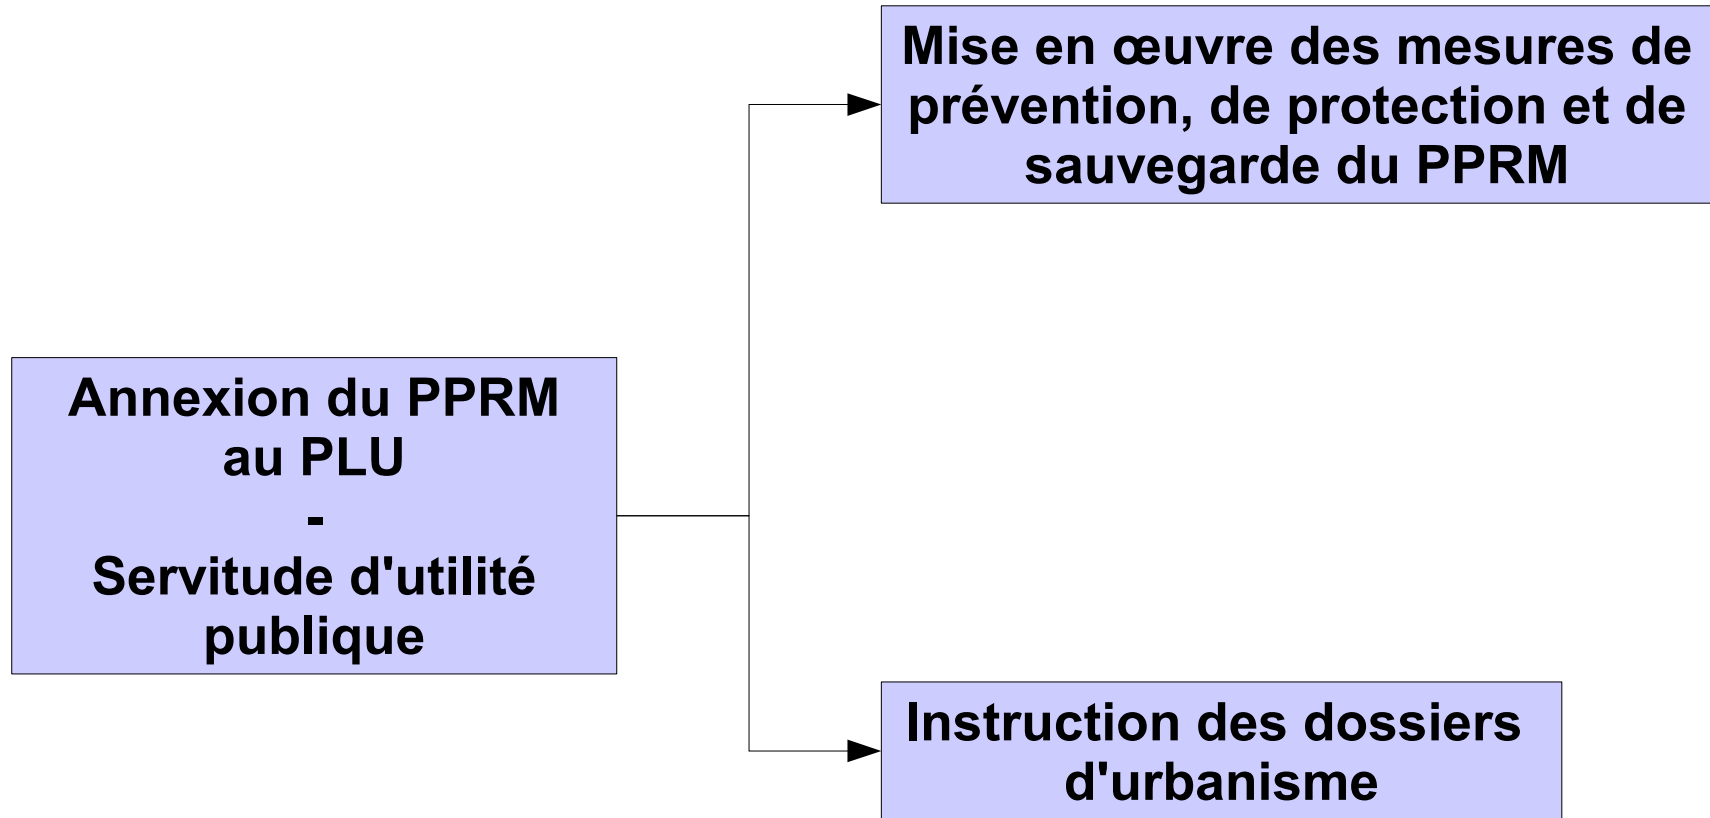 Mise en œuvre des mesures de
prévention, de protection et de
sauvegarde du PPRM
Annexion du PPRM
au PLU
-
Servitude d'utilité
publique
Instruction des dossiers
d'urbanisme